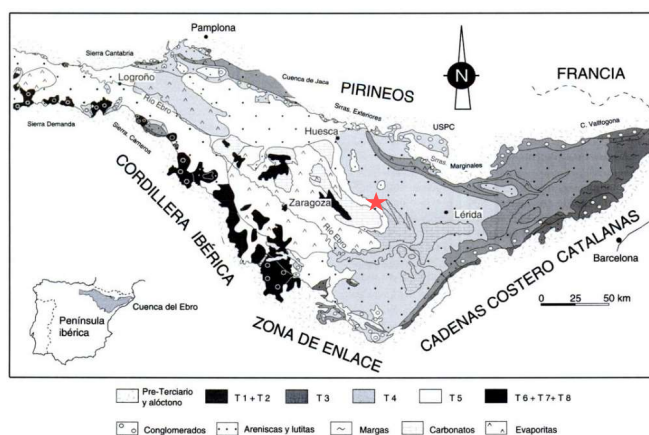 Pamplona
Sierra Cantabria
Cuenca de Jaca
PIRINEOS
FRANCIA
Logroño
Río Ebro
Srras. Exteriores
USPC
C. Vallfogona
Sierra Demanda
Sierra Cameros
Huesca
Srras. Marginales
N
CORDILLERA IBÉRICA
Zaragoza
Lérida
Río Ebro
Barcelona
CADENAS COSTERO CATALANAS
ZONA DE ENLACE
0 25 50 km
Cuenca del Ebro
Península
ibérica
Pre-Terciario
y alóctono
T 1 + T 2
T 3
T 4
T 5
T 6 + T 7 + T 8
Conglomerados
Areniscas y lutitas
Margas
Carbonatos
Evaporitas